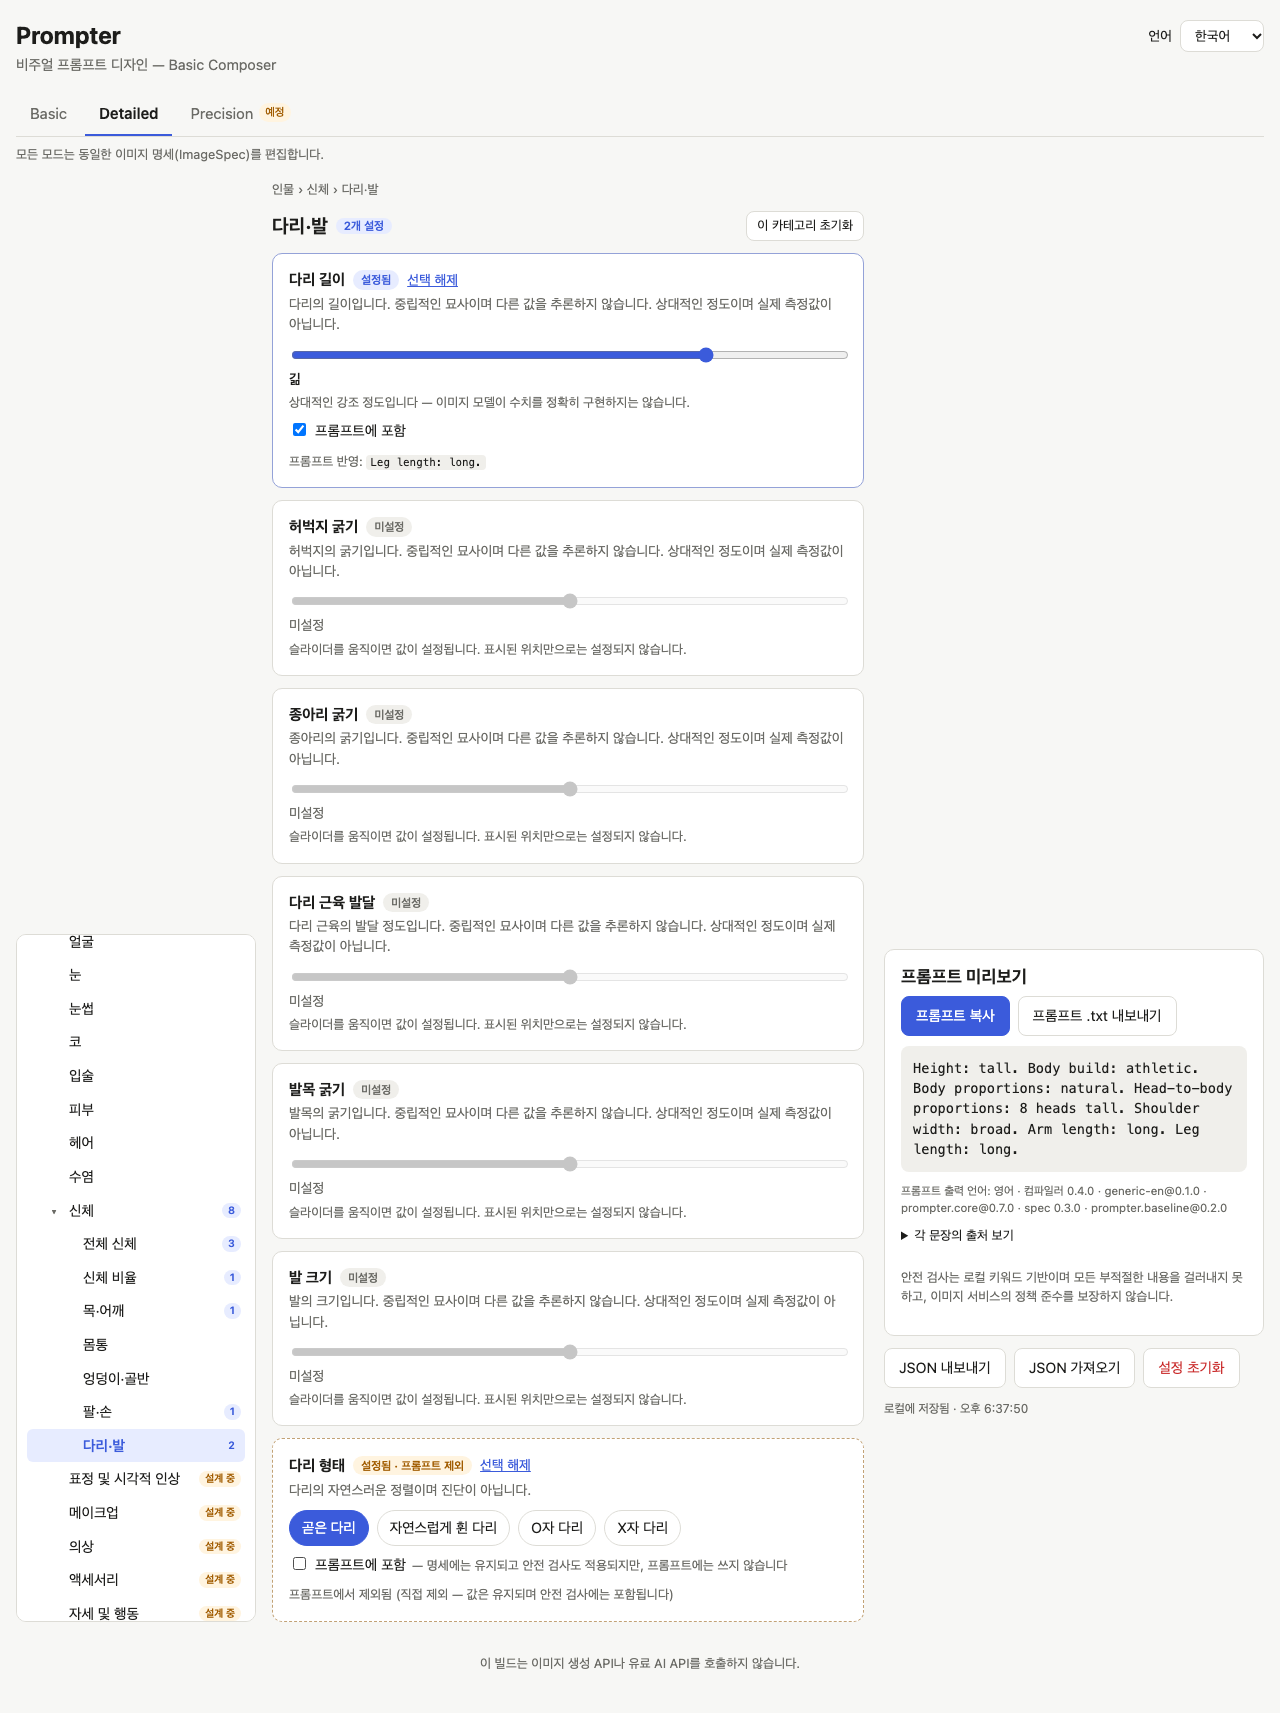 Prompter
비주얼 프롬프트 디자인 — Basic Composer
언어
한국어
Basic
Detailed
Precision
예정
모든 모드는 동일한 이미지 명세(ImageSpec)를 편집합니다.
인물 › 신체 › 다리·발
다리·발
2개 설정
이 카테고리 초기화
다리 길이
설정됨
선택 해제
다리의 길이입니다. 중립적인 묘사이며 다른 값을 추론하지 않습니다. 상대적인 정도이며 실제 측정값이
아닙니다.
긺
상대적인 강조 정도입니다 — 이미지 모델이 수치를 정확히 구현하지는 않습니다.
프롬프트에 포함
프롬프트 반영: Leg length: long.
허벅지 굵기
미설정
허벅지의 굵기입니다. 중립적인 묘사이며 다른 값을 추론하지 않습니다. 상대적인 정도이며 실제 측정값이
아닙니다.
미설정
슬라이더를 움직이면 값이 설정됩니다. 표시된 위치만으로는 설정되지 않습니다.
종아리 굵기
미설정
종아리의 굵기입니다. 중립적인 묘사이며 다른 값을 추론하지 않습니다. 상대적인 정도이며 실제 측정값이
아닙니다.
미설정
슬라이더를 움직이면 값이 설정됩니다. 표시된 위치만으로는 설정되지 않습니다.
다리 근육 발달
미설정
다리 근육의 발달 정도입니다. 중립적인 묘사이며 다른 값을 추론하지 않습니다. 상대적인 정도이며 실제
측정값이 아닙니다.
미설정
슬라이더를 움직이면 값이 설정됩니다. 표시된 위치만으로는 설정되지 않습니다.
발목 굵기
미설정
발목의 굵기입니다. 중립적인 묘사이며 다른 값을 추론하지 않습니다. 상대적인 정도이며 실제 측정값이
아닙니다.
미설정
슬라이더를 움직이면 값이 설정됩니다. 표시된 위치만으로는 설정되지 않습니다.
발 크기
미설정
발의 크기입니다. 중립적인 묘사이며 다른 값을 추론하지 않습니다. 상대적인 정도이며 실제 측정값이 아
닙니다.
미설정
슬라이더를 움직이면 값이 설정됩니다. 표시된 위치만으로는 설정되지 않습니다.
다리 형태
설정됨 · 프롬프트 제외
선택 해제
다리의 자연스러운 정렬이며 진단이 아닙니다.
곧은 다리
자연스럽게 휜 다리
O자 다리
X자 다리
프롬프트에 포함 — 명세에는 유지되고 안전 검사도 적용되지만, 프롬프트에는 쓰지 않습니다
프롬프트에서 제외됨 (직접 제외 — 값은 유지되며 안전 검사에는 포함됩니다)
얼굴
눈
눈썹
코
입술
피부
헤어
수염
신체 8
전체 신체 3
신체 비율 1
목·어깨 1
몸통
엉덩이·골반
팔·손 1
다리·발 2
표정 및 시각적 인상 설계 중
메이크업 설계 중
의상 설계 중
액세서리 설계 중
자세 및 행동 설계 중
프롬프트 미리보기
프롬프트 복사
프롬프트 .txt 내보내기
Height: tall. Body build: athletic.
Body proportions: natural. Head-to-body
proportions: 8 heads tall. Shoulder
width: broad. Arm length: long. Leg
length: long.
프롬프트 출력 언어: 영어 · 컴파일러 0.4.0 · generic-en@0.1.0 ·
prompter.core@0.7.0 · spec 0.3.0 · prompter.baseline@0.2.0
각 문장의 출처 보기
안전 검사는 로컬 키워드 기반이며 모든 부적절한 내용을 걸러내지 못
하고, 이미지 서비스의 정책 준수를 보장하지 않습니다.
JSON 내보내기
JSON 가져오기
설정 초기화
로컬에 저장됨 · 오후 6:37:50
이 빌드는 이미지 생성 API나 유료 AI API를 호출하지 않습니다.